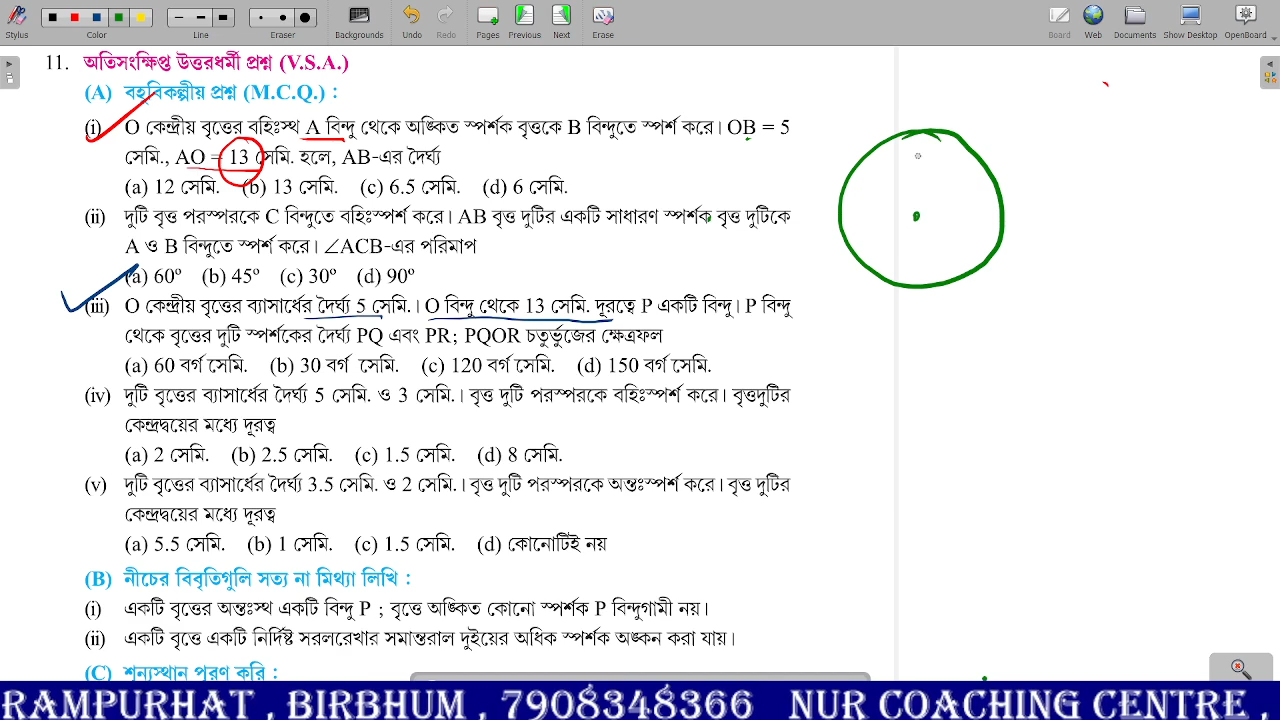 Stylus Color Line Eraser Backgrounds Undo Redo Pages Previous Next Erase Board Web Documents Show Desktop OpenBoard
11. অতিসংক্ষিপ্ত উত্তরধর্মী প্রশ্ন (V.S.A.)
(A) বহুবিকল্পীয় প্রশ্ন (M.C.Q.) :
(i) O কেন্দ্রীয় বৃত্তের বহিঃস্থ A বিন্দু থেকে অঙ্কিত স্পর্শক বৃত্তকে B বিন্দুতে স্পর্শ করে। OB = 5
সেমি., AO = 13 সেমি. হলে, AB-এর দৈর্ঘ্য
(a) 12 সেমি. (b) 13 সেমি. (c) 6.5 সেমি. (d) 6 সেমি.
(ii) দুটি বৃত্ত পরস্পরকে C বিন্দুতে বহিঃস্পর্শ করে। AB বৃত্ত দুটির একটি সাধারণ স্পর্শক বৃত্ত দুটিকে
A ও B বিন্দুতে স্পর্শ করে। ∠ACB-এর পরিমাপ
(a) 60º (b) 45º (c) 30º (d) 90º
(iii) O কেন্দ্রীয় বৃত্তের ব্যাসার্ধের দৈর্ঘ্য 5 সেমি.। O বিন্দু থেকে 13 সেমি. দূরত্বে P একটি বিন্দু। P বিন্দু
থেকে বৃত্তের দুটি স্পর্শকের দৈর্ঘ্য PQ এবং PR; PQOR চতুর্ভুজের ক্ষেত্রফল
(a) 60 বর্গ সেমি. (b) 30 বর্গ সেমি. (c) 120 বর্গ সেমি. (d) 150 বর্গ সেমি.
(iv) দুটি বৃত্তের ব্যাসার্ধের দৈর্ঘ্য 5 সেমি. ও 3 সেমি.। বৃত্ত দুটি পরস্পরকে বহিঃস্পর্শ করে। বৃত্তদুটির
কেন্দ্রদ্বয়ের মধ্যে দূরত্ব
(a) 2 সেমি. (b) 2.5 সেমি. (c) 1.5 সেমি. (d) 8 সেমি.
(v) দুটি বৃত্তের ব্যাসার্ধের দৈর্ঘ্য 3.5 সেমি. ও 2 সেমি.। বৃত্ত দুটি পরস্পরকে অন্তঃস্পর্শ করে। বৃত্ত দুটির
কেন্দ্রদ্বয়ের মধ্যে দূরত্ব
(a) 5.5 সেমি. (b) 1 সেমি. (c) 1.5 সেমি. (d) কোনোটিই নয়
(B) নীচের বিবৃতিগুলি সত্য না মিথ্যা লিখি :
(i) একটি বৃত্তের অন্তঃস্থ একটি বিন্দু P ; বৃত্তে অঙ্কিত কোনো স্পর্শক P বিন্দুগামী নয়।
(ii) একটি বৃত্তে একটি নির্দিষ্ট সরলরেখার সমান্তরাল দুইয়ের অধিক স্পর্শক অঙ্কন করা যায়।
(C) শূন্যস্থান পূরণ করি :
RAMPURHAT , BIRBHUM , 7908348366 NUR COACHING CENTRE ,